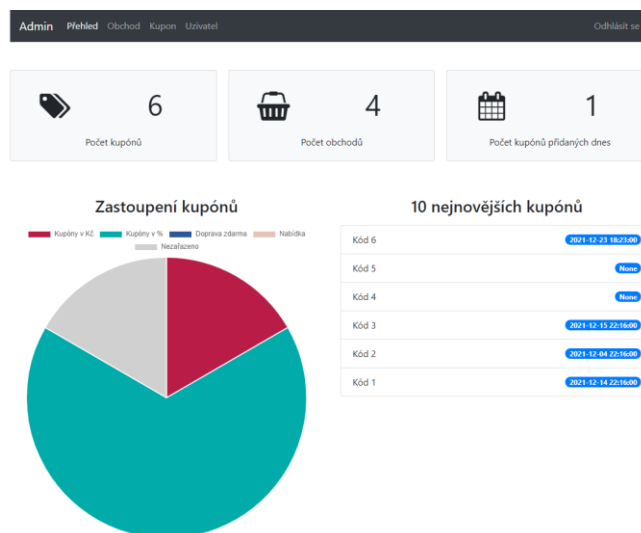 Admin Přehled Obchod Kupon Uzivatel Odhlásit se
6
Počet kupónů
4
Počet obchodů
1
Počet kupónů přidaných dnes
Zastoupení kupónů
Kupóny v Kč Kupóny v % Doprava zdarma Nabídka
Nezařazeno
10 nejnovějších kupónů
Kód 6 2021-12-23 18:23:00
Kód 5 None
Kód 4 None
Kód 3 2021-12-15 22:16:00
Kód 2 2021-12-04 22:16:00
Kód 1 2021-12-14 22:16:00